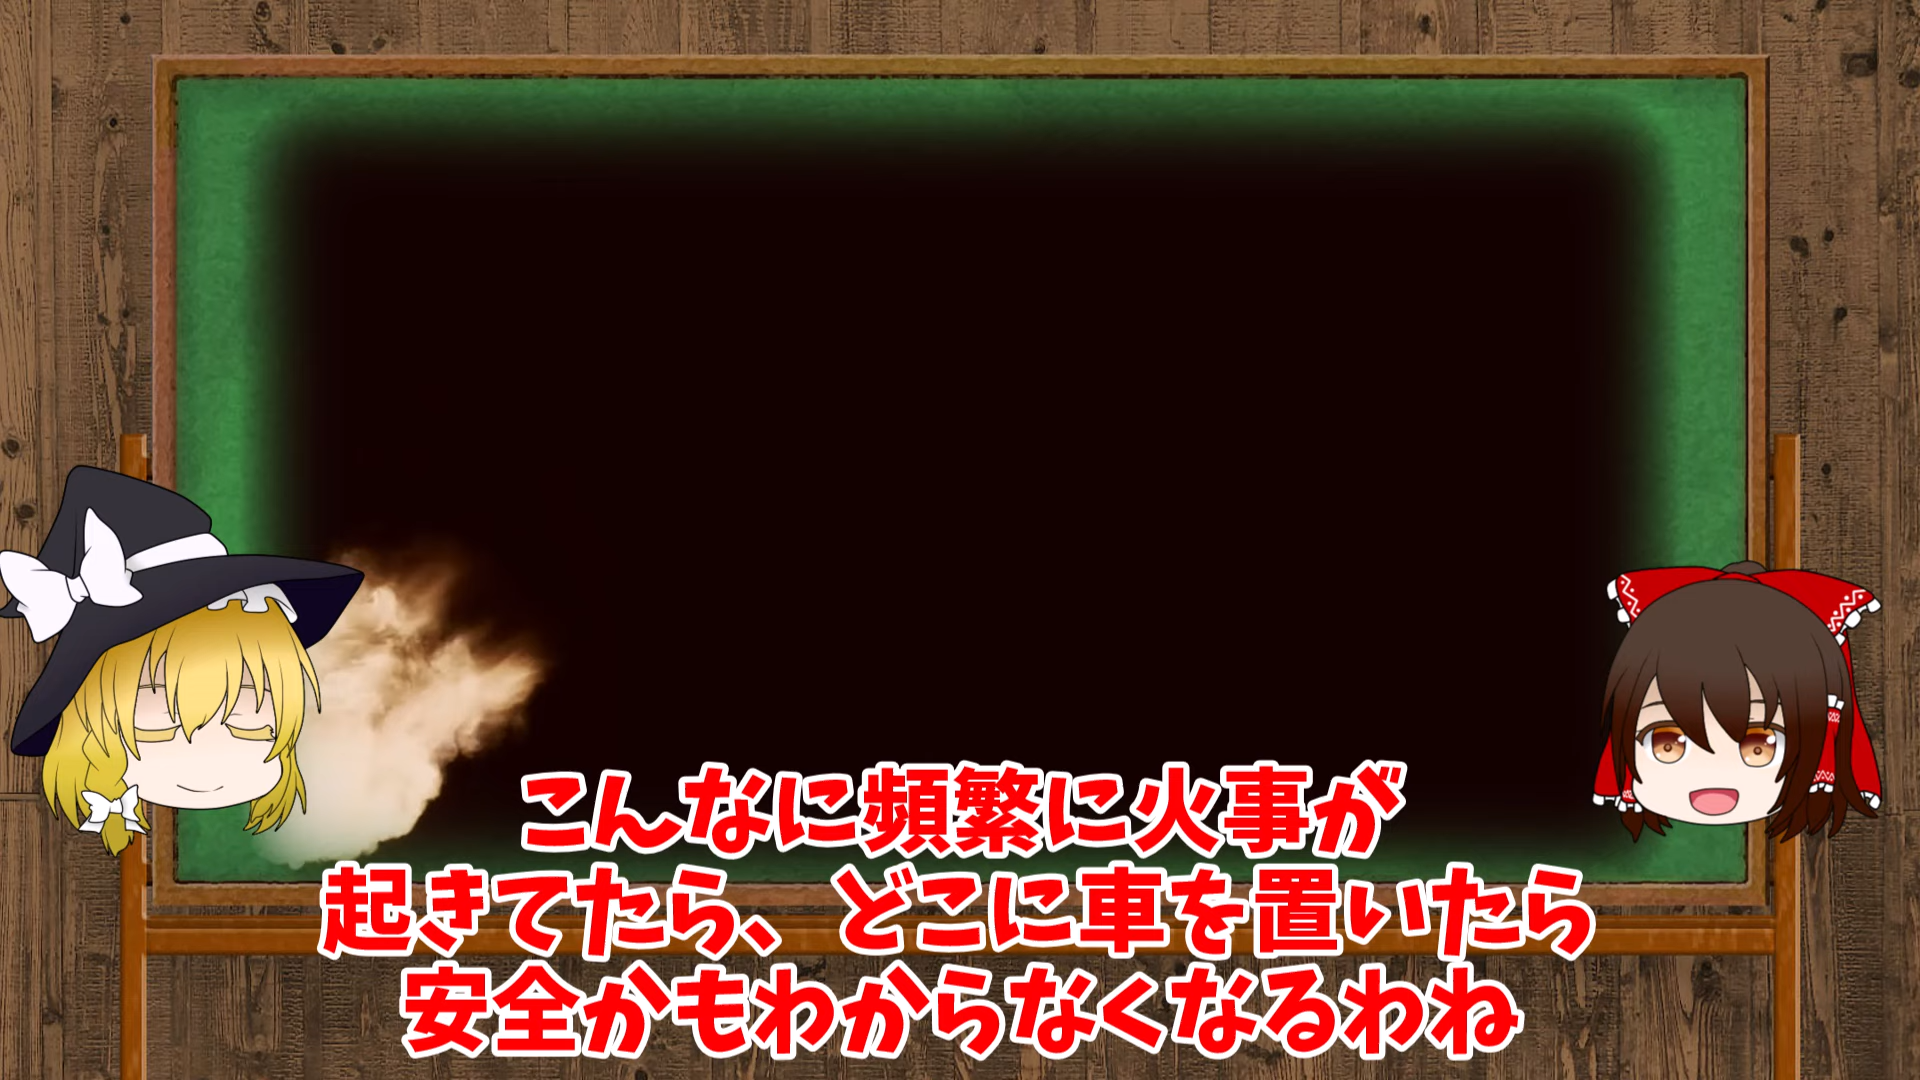 こんなに頻繁に火事が
起きてたら、どこに車を置いたら
安全かもわからなくなるわね